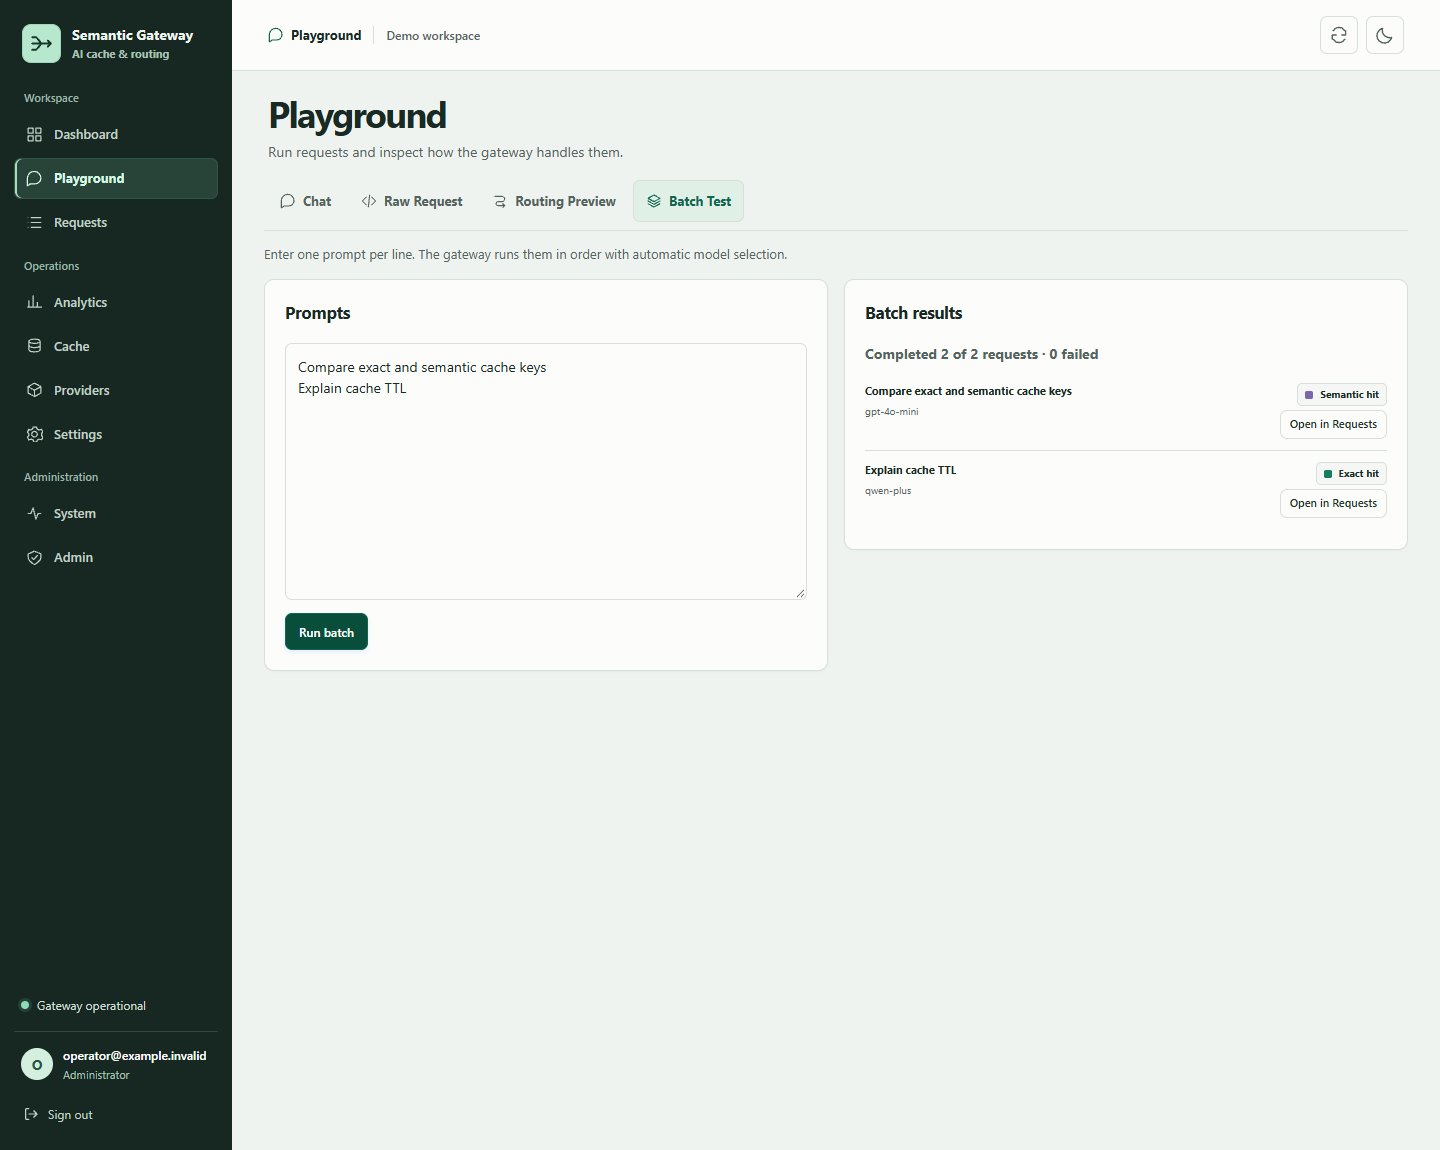 Semantic Gateway
AI cache & routing
Workspace
Dashboard
Playground
Requests
Operations
Analytics
Cache
Providers
Settings
Administration
System
Admin
Gateway operational
O
operator@example.invalid
Administrator
Sign out
Playground
Demo workspace
Playground
Run requests and inspect how the gateway handles them.
Chat
Raw Request
Routing Preview
Batch Test
Enter one prompt per line. The gateway runs them in order with automatic model selection.
Prompts
Compare exact and semantic cache keys
Explain cache TTL
Run batch
Batch results
Completed 2 of 2 requests · 0 failed
Compare exact and semantic cache keys
gpt-4o-mini
Semantic hit
Open in Requests
Explain cache TTL
qwen-plus
Exact hit
Open in Requests